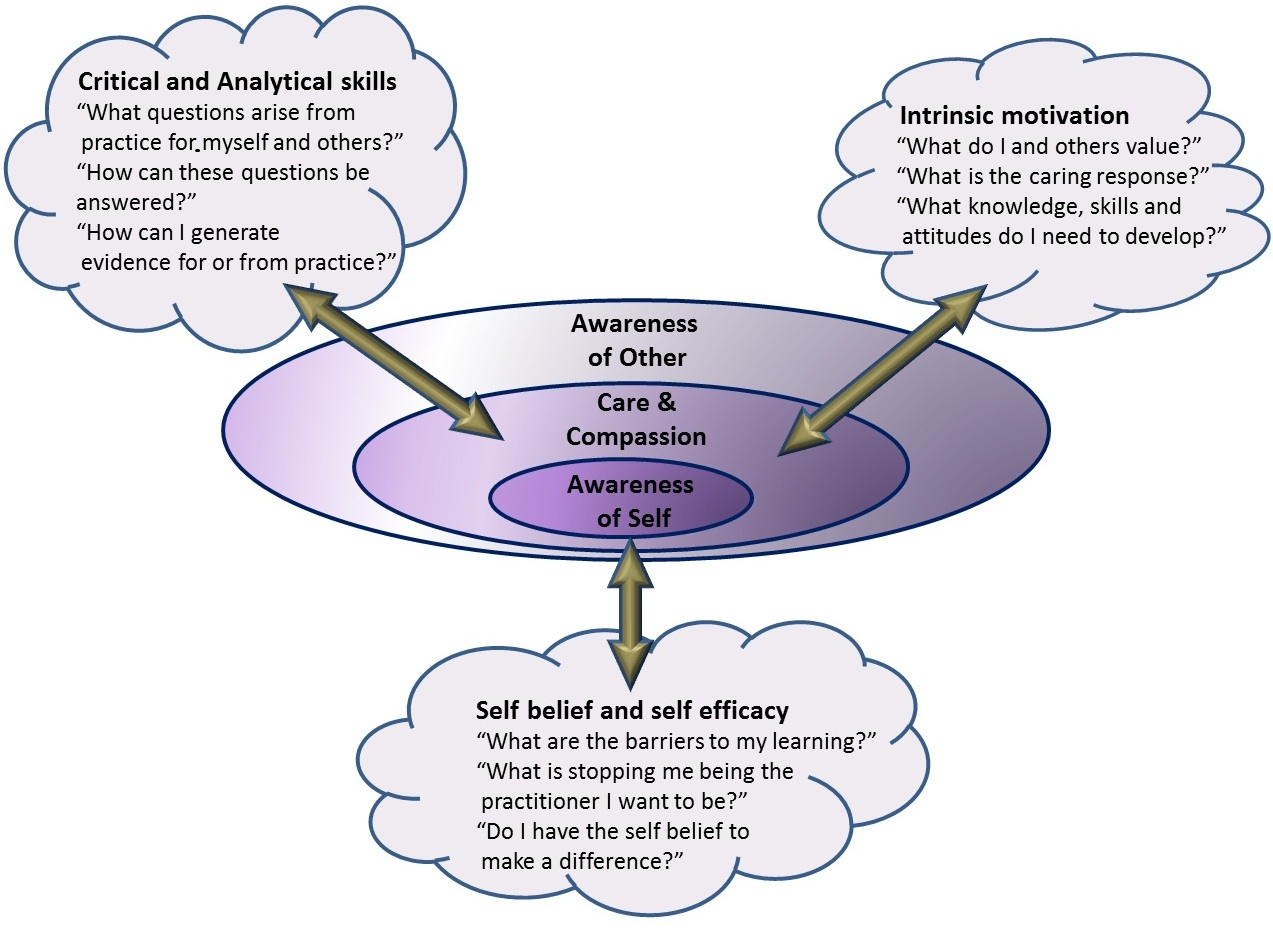 Critical and Analytical skills
“What questions arise from
practice for myself and others?”
“How can these questions be
answered?”
“How can I generate
evidence for or from practice?”
Intrinsic motivation
“What do I and others value?”
“What is the caring response?”
“What knowledge, skills and
attitudes do I need to develop?”
Awareness
of Other
Care &
Compassion
Awareness
of Self
Self belief and self efficacy
“What are the barriers to my learning?”
“What is stopping me being the
practitioner I want to be?”
“Do I have the self belief to
make a difference?”